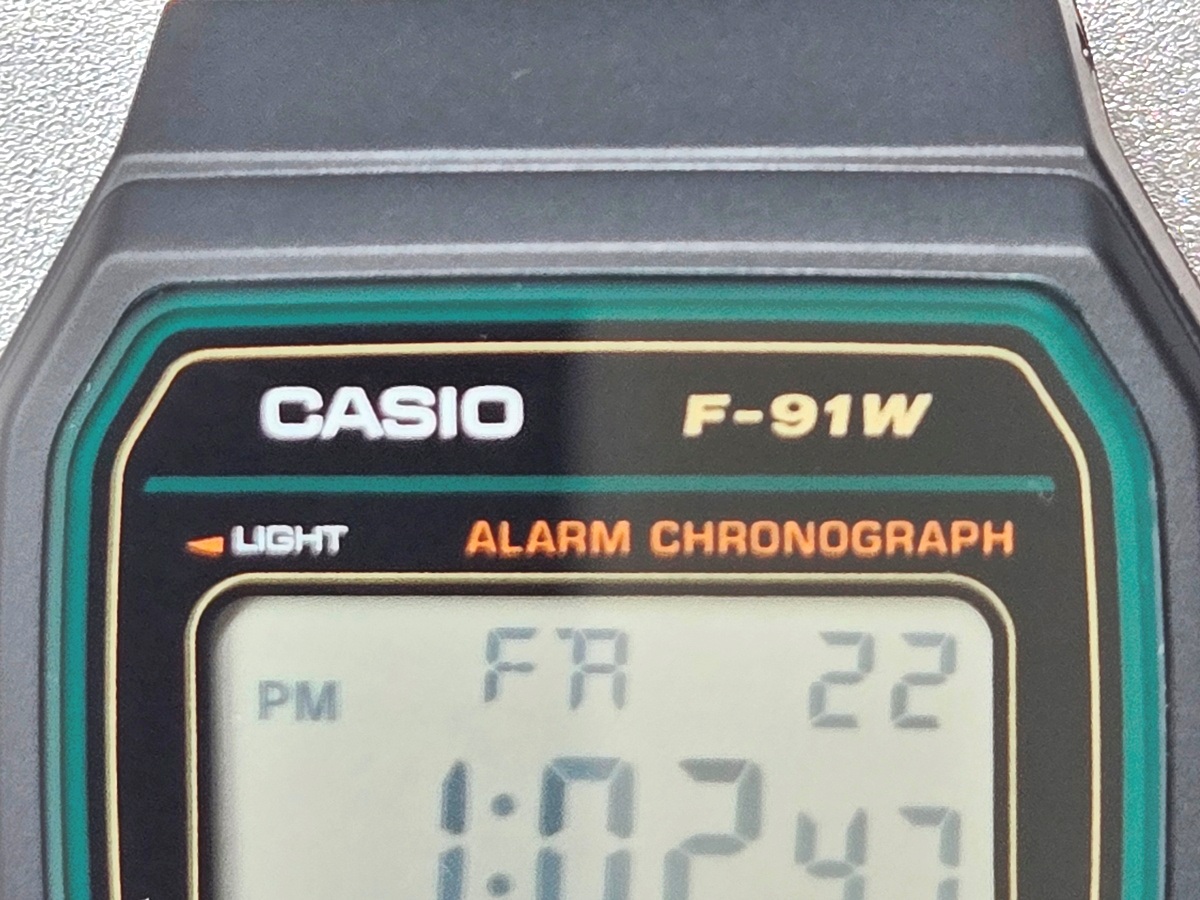 CASIO F-91W
LIGHT ALARM CHRONOGRAPH
PM FR 22
1:02 47